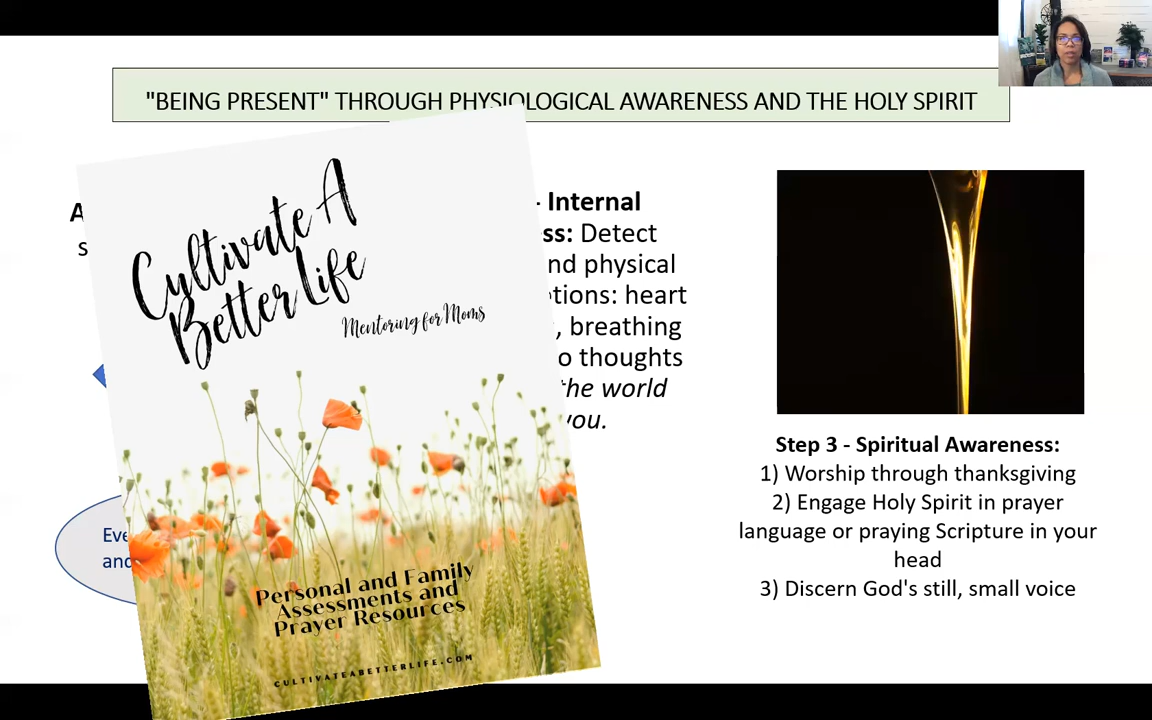 "BEING PRESENT" THROUGH PHYSIOLOGICAL AWARENESS AND THE HOLY SPIRIT
Cultivate A
Better Life
Mentoring for Moms
Personal and Family
Assessments and
Prayer Resources
CULTIVATEABETTERLIFE.COM
- Internal
Detect
physical
heart
breathing
thoughts
the world
you.
Step 3 - Spiritual Awareness:
1) Worship through thanksgiving
2) Engage Holy Spirit in prayer
language or praying Scripture in your
head
3) Discern God's still, small voice